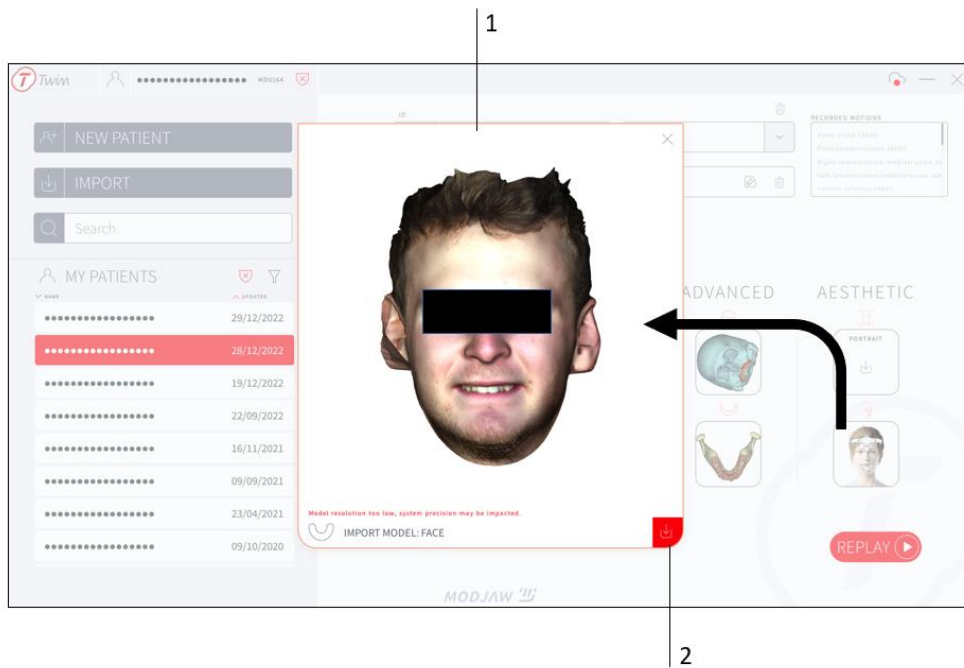 1
Twim
MD0164
NEW PATIENT
IMPORT
Search
MY PATIENTS
NAME
UPDATED
29/12/2022
28/12/2022
19/12/2022
22/09/2022
16/11/2021
09/09/2021
23/04/2021
09/10/2020
ID
RECORDED MOTIONS
ADVANCED
AESTHETIC
PORTRAIT
Model resolution too low, system precision may be impacted.
IMPORT MODEL: FACE
REPLAY
MODJAW
2